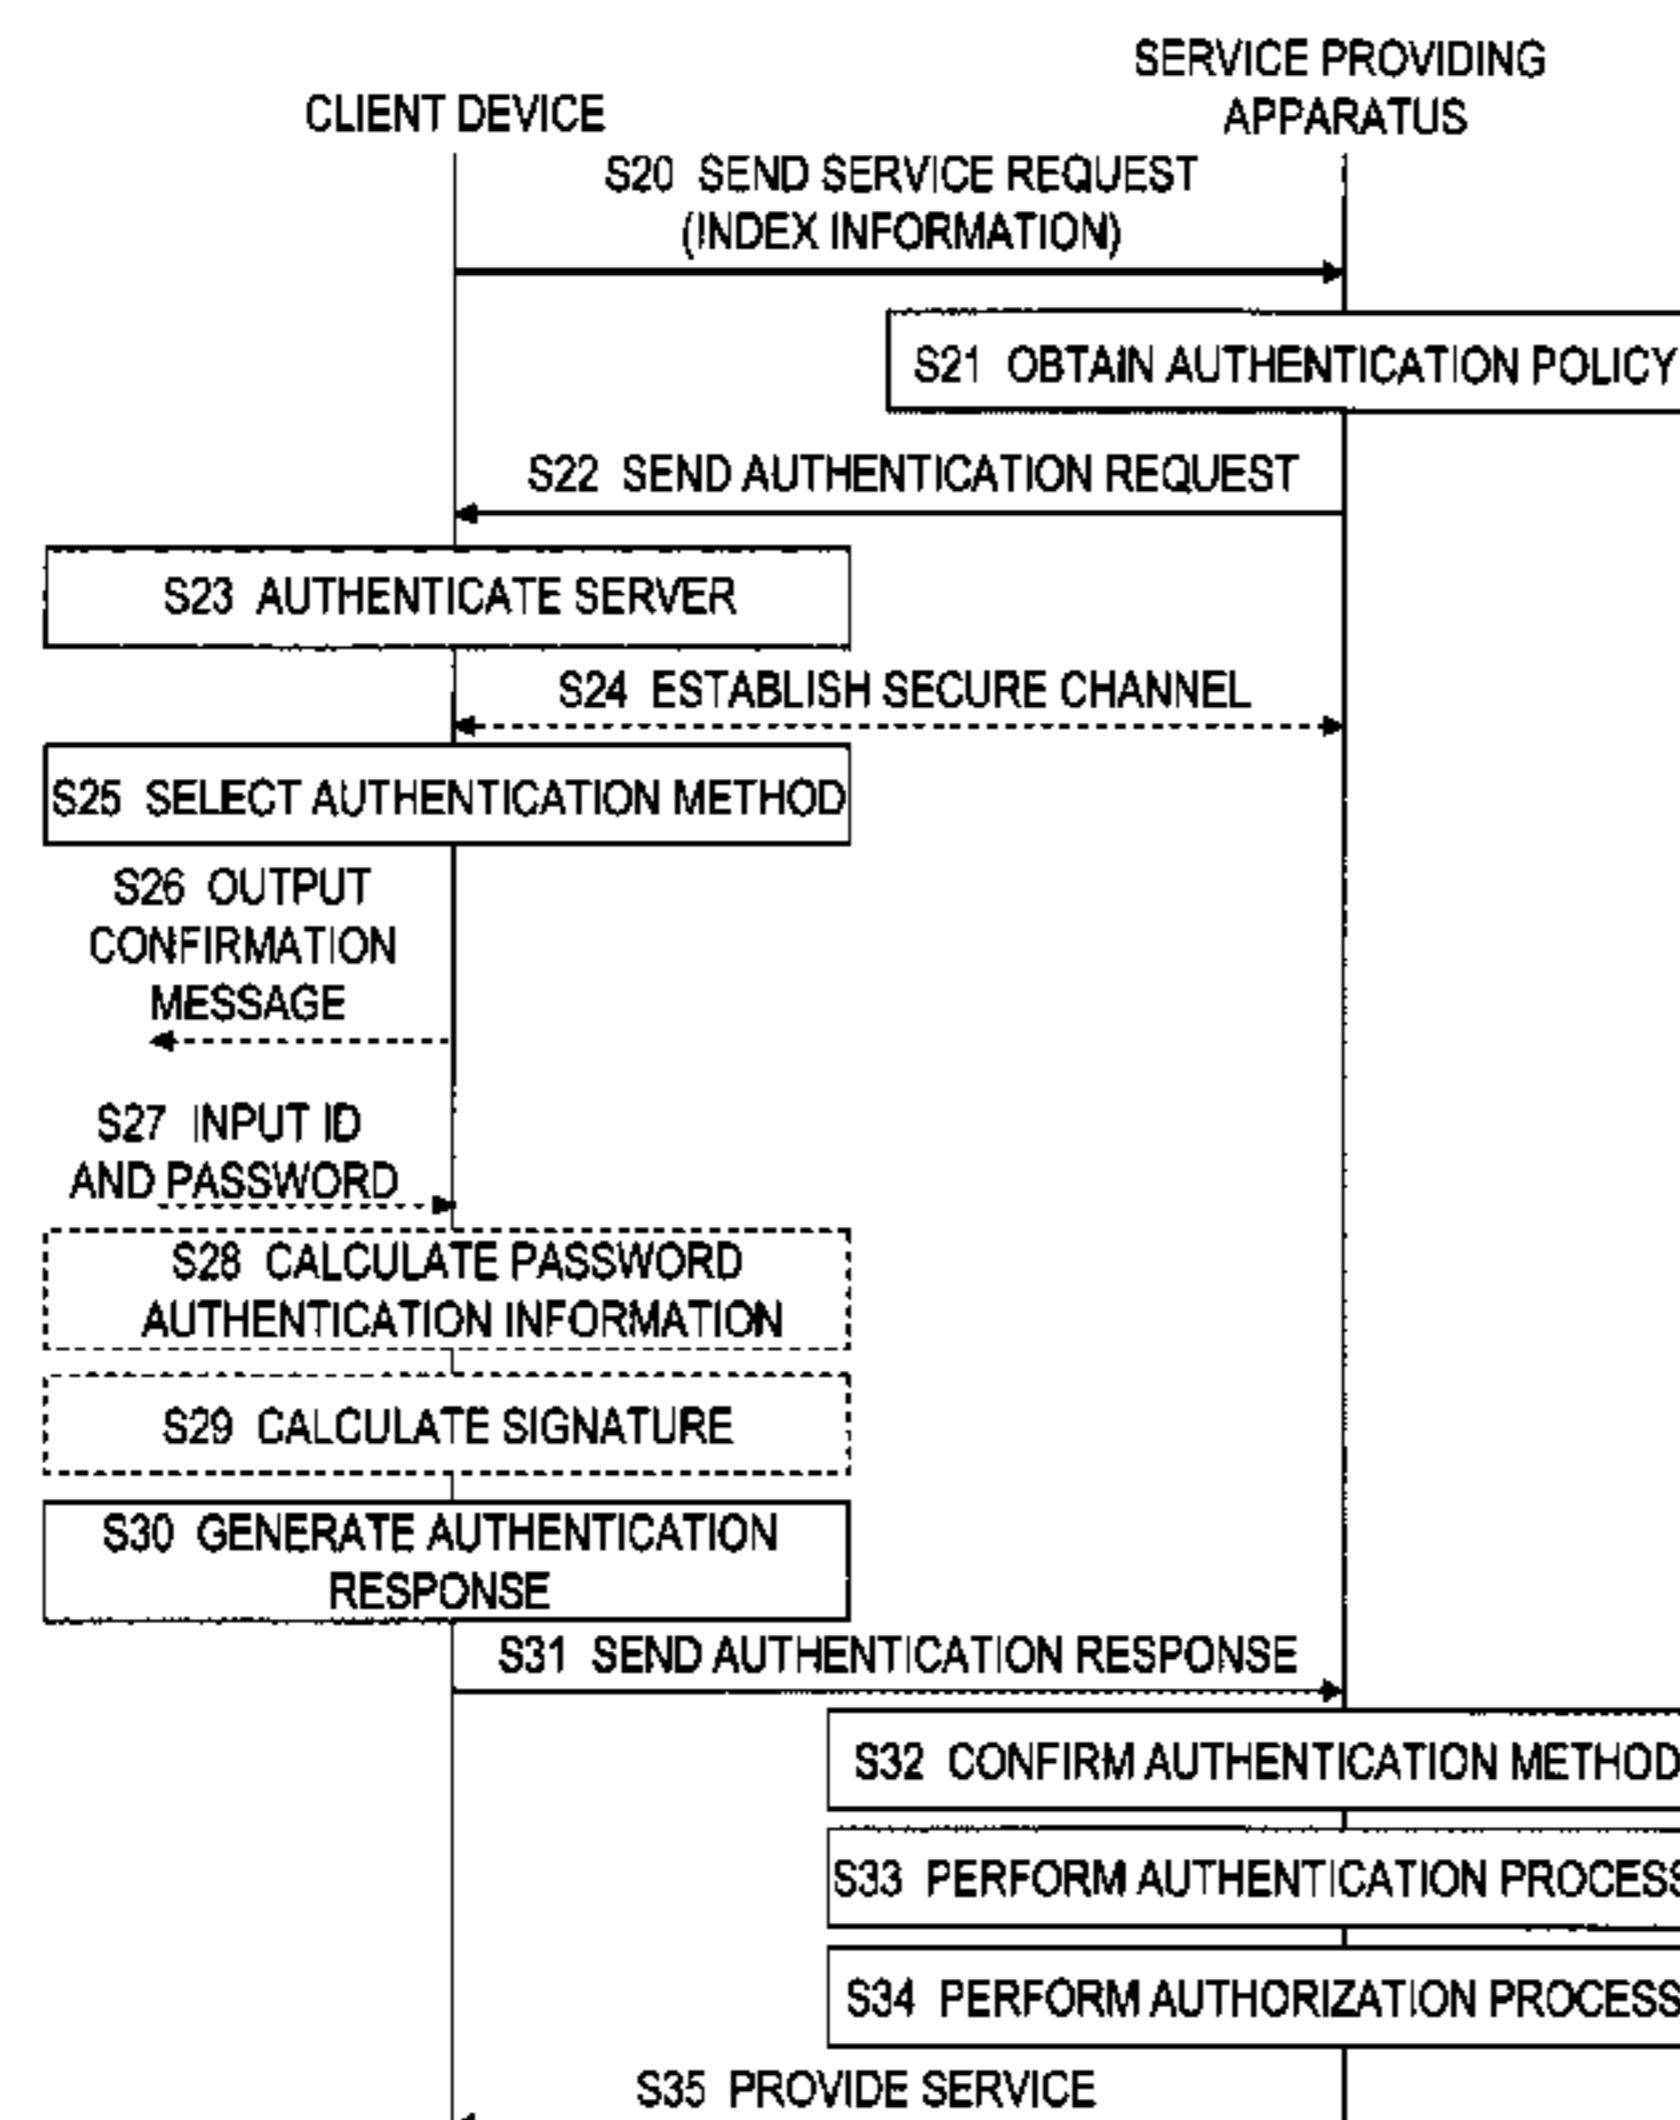 SERVICE PROVIDING
APPARATUS
CLIENT DEVICE
S20 SEND SERVICE REQUEST
(INDEX INFORMATION)
S21 OBTAIN AUTHENTICATION POLICY
S22 SEND AUTHENTICATION REQUEST
S23 AUTHENTICATE SERVER
S24 ESTABLISH SECURE CHANNEL
S25 SELECT AUTHENTICATION METHOD
S26 OUTPUT
CONFIRMATION
MESSAGE
S27 INPUT ID
AND PASSWORD
S28 CALCULATE PASSWORD
AUTHENTICATION INFORMATION
S29 CALCULATE SIGNATURE
S30 GENERATE AUTHENTICATION
RESPONSE
S31 SEND AUTHENTICATION RESPONSE
S32 CONFIRM AUTHENTICATION METHOD
S33 PERFORM AUTHENTICATION PROCESS
S34 PERFORM AUTHORIZATION PROCESS
S35 PROVIDE SERVICE